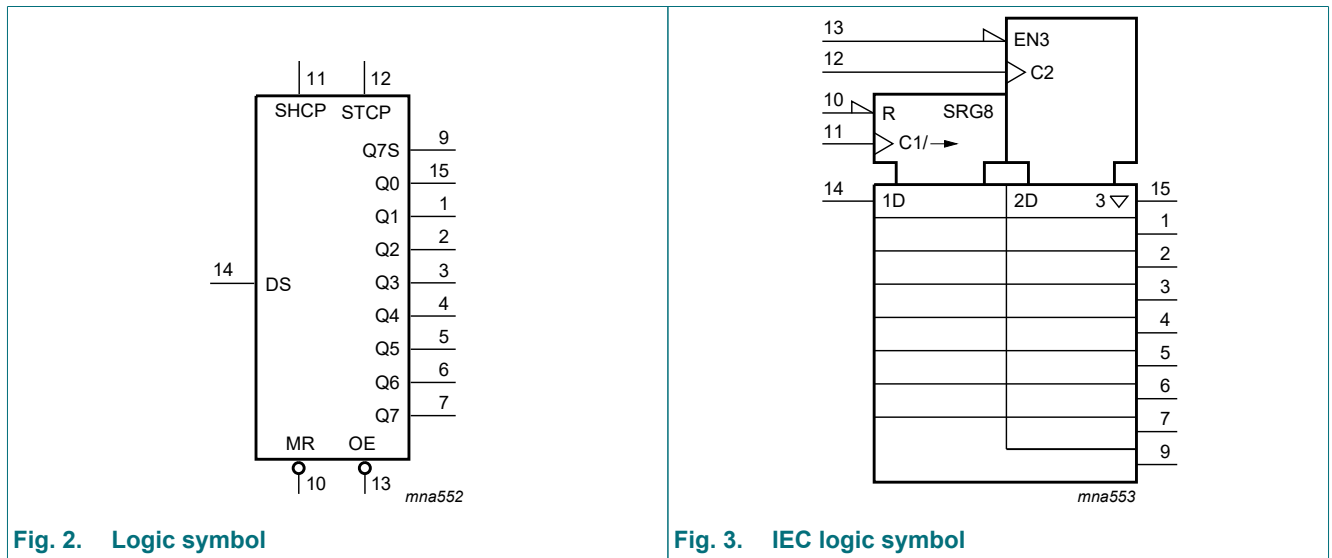 11 12
SHCP STCP
Q7S 9
Q0 15
Q1 1
Q2 2
14 DS Q3 3
Q4 4
Q5 5
Q6 6
Q7 7
MR OE
10 13
mna552
Fig. 2. Logic symbol
13 EN3
12 C2
10 R SRG8
11 C1/→
14 1D 2D 3▽ 15
1
2
3
4
5
6
7
9
mna553
Fig. 3. IEC logic symbol